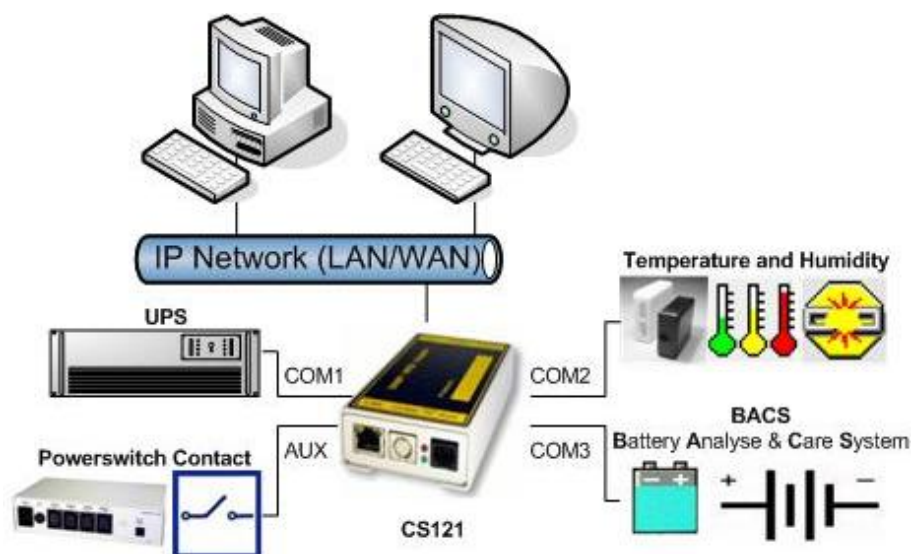 IP Network (LAN/WAN)
Temperature and Humidity
UPS
COM1
COM2
BACS
Battery Analyse & Care System
AUX
COM3
Powerswitch Contact
CS121